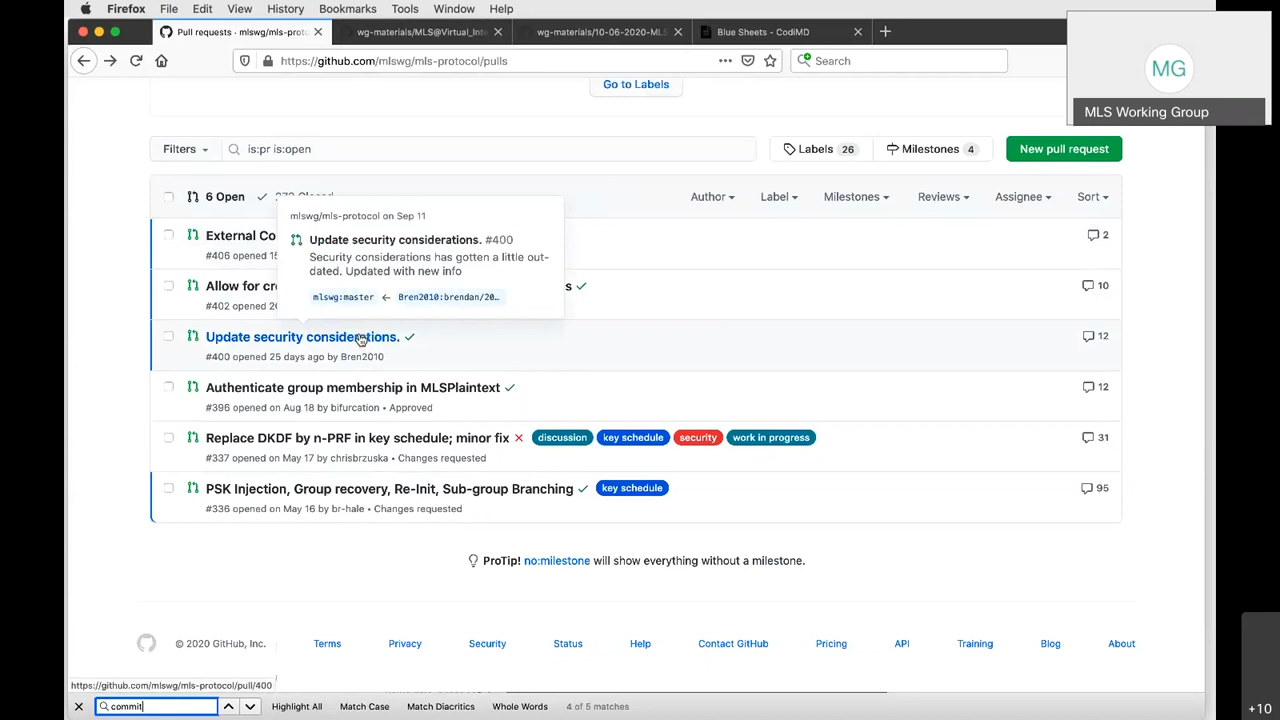 Firefox File Edit View History Bookmarks Tools Window Help
Pull requests · mlswg/mls-proto
wg-materials/MLS@Virtual_Inte
wg-materials/10-06-2020-MLS
Blue Sheets - CodiMD
https://github.com/mlswg/mls-protocol/pulls
Search
MG
MLS Working Group
Go to Labels
Filters
is:pr is:open
Labels 26
Milestones 4
New pull request
6 Open
Closed
Author
Label
Milestones
Reviews
Assignee
Sort
mlswg/mls-protocol on Sep 11
Update security considerations. #400
Security considerations has gotten a little out-
dated. Updated with new info
mlswg:master ← Bren2010:brendan/20…
External Co
2
#406 opened 15
Allow for cr
s
10
#402 opened 2
Update security considerations.
12
#400 opened 25 days ago by Bren2010
Authenticate group membership in MLSPlaintext
12
#396 opened on Aug 18 by bifurcation • Approved
Replace DKDF by n-PRF in key schedule; minor fix
discussion
key schedule
security
work in progress
31
#337 opened on May 17 by chrisbrzuska • Changes requested
PSK Injection, Group recovery, Re-Init, Sub-group Branching
key schedule
95
#336 opened on May 16 by br-hale • Changes requested
ProTip! no:milestone will show everything without a milestone.
© 2020 GitHub, Inc.
Terms
Privacy
Security
Status
Help
Contact GitHub
Pricing
API
Training
Blog
About
https://github.com/mlswg/mls-protocol/pull/400
commit
Highlight All
Match Case
Match Diacritics
Whole Words
4 of 5 matches
+10